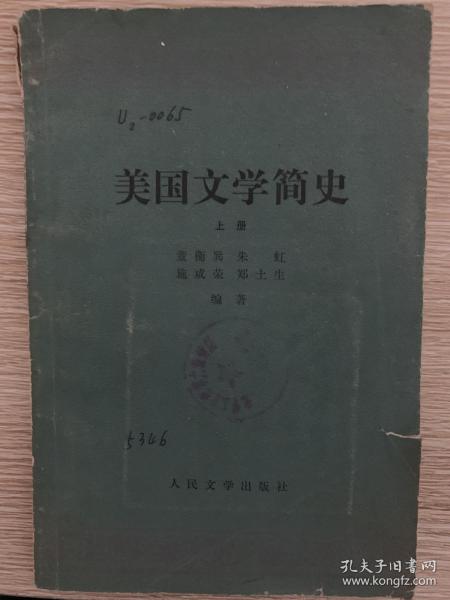 U₂-0065
美国文学简史
上册
董衡巽 朱虹
施咸荣 郑土生
编著
5346
人民文学出版社
孔夫子旧书网
www.kongfz.com